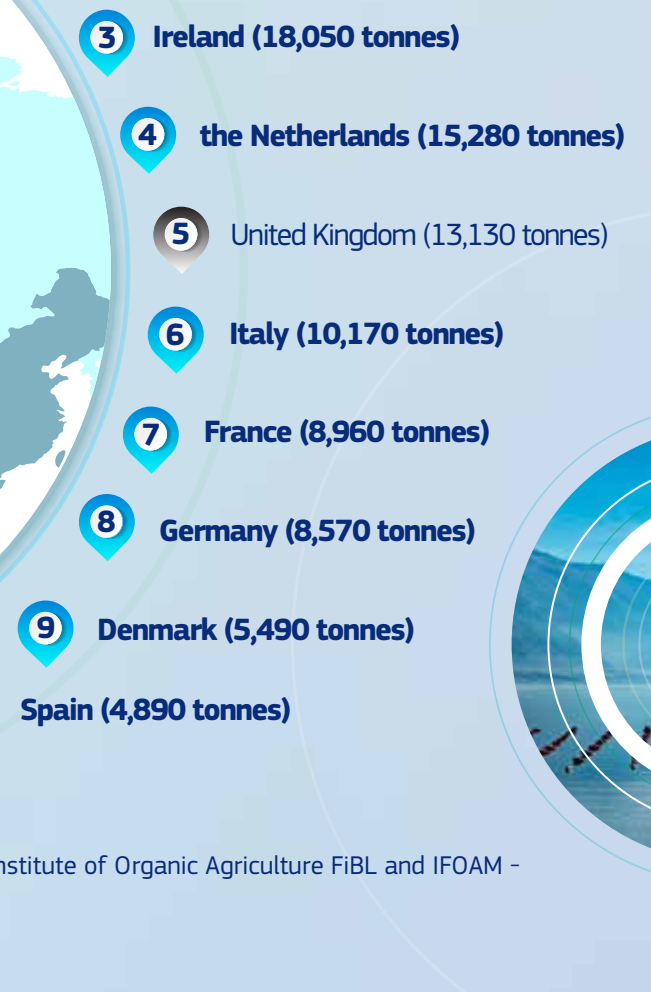 3 Ireland (18,050 tonnes)
4 the Netherlands (15,280 tonnes)
5 United Kingdom (13,130 tonnes)
6 Italy (10,170 tonnes)
7 France (8,960 tonnes)
8 Germany (8,570 tonnes)
9 Denmark (5,490 tonnes)
Spain (4,890 tonnes)
of Organic Agriculture FiBL and IFOAM -